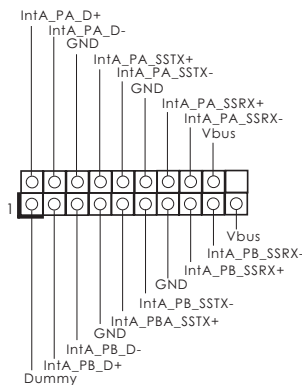 IntA_PA_D+
IntA_PA_D-
GND
IntA_PA_SSTX+
IntA_PA_SSTX-
GND
IntA_PA_SSRX+
IntA_PA_SSRX-
Vbus
1
Vbus
IntA_PB_SSRX-
IntA_PB_SSRX+
GND
IntA_PB_SSTX-
IntA_PBA_SSTX+
GND
IntA_PB_D-
IntA_PB_D+
Dummy